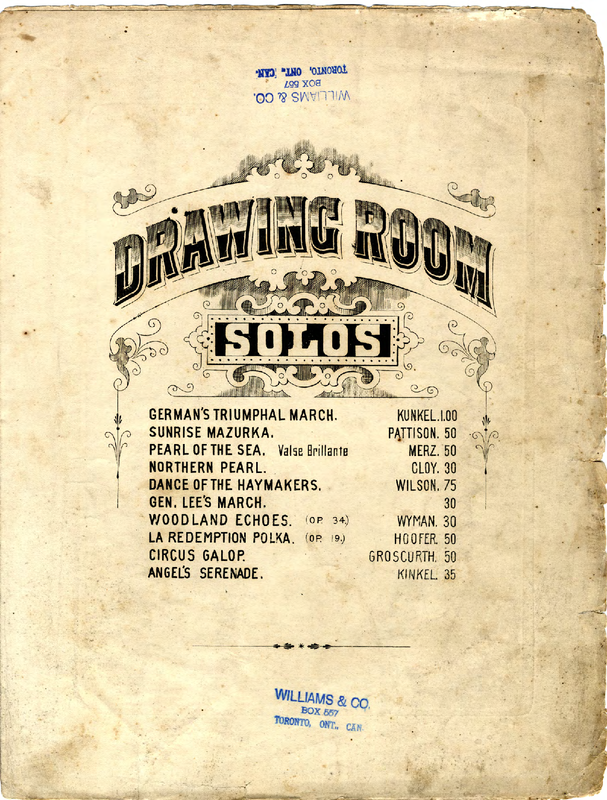 WILLIAMS & CO.
BOX 557
TORONTO, ONT., CAN.
DRAWING ROOM
SOLOS
GERMAN'S TRIUMPHAL MARCH. KUNKEL. 1.00
SUNRISE MAZURKA. PATTISON. 50
PEARL OF THE SEA. Valse Brillante MERZ. 50
NORTHERN PEARL. CLOY. 30
DANCE OF THE HAYMAKERS. WILSON. 75
GEN. LEE'S MARCH. 30
WOODLAND ECHOES. (OP. 34.) WYMAN. 30
LA REDEMPTION POLKA. (OP. 19.) HOOFER. 50
CIRCUS GALOP. GROSCURTH. 50
ANGEL'S SERENADE. KINKEL. 35
WILLIAMS & CO.
BOX 557
TORONTO, ONT., CAN.